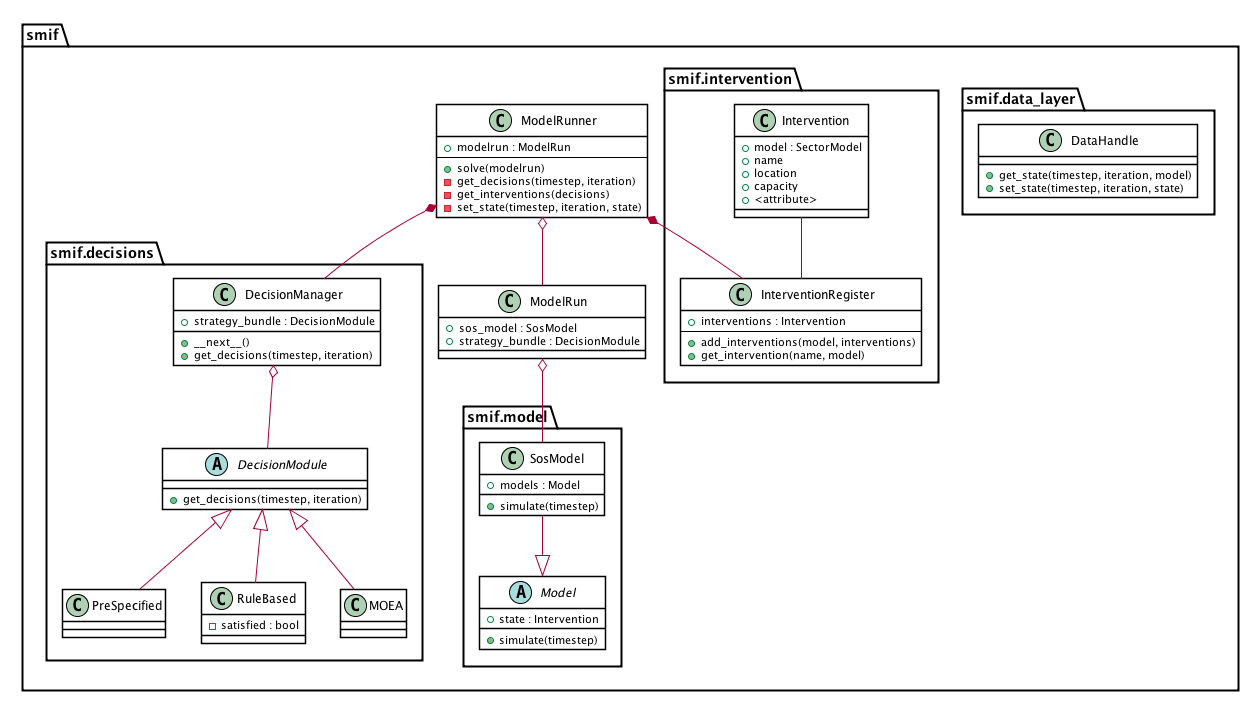 smif
smif.intervention
smif.data_layer
C ModelRunner
modelrun : ModelRun
solve(modelrun)
get_decisions(timestep, iteration)
get_interventions(decisions)
set_state(timestep, iteration, state)
C Intervention
model : SectorModel
name
location
capacity
<attribute>
C DataHandle
get_state(timestep, iteration, model)
set_state(timestep, iteration, state)
smif.decisions
C DecisionManager
strategy_bundle : DecisionModule
__next__()
get_decisions(timestep, iteration)
C ModelRun
sos_model : SosModel
strategy_bundle : DecisionModule
C InterventionRegister
interventions : Intervention
add_interventions(model, interventions)
get_intervention(name, model)
smif.model
A DecisionModule
get_decisions(timestep, iteration)
C SosModel
models : Model
simulate(timestep)
C PreSpecified
C RuleBased
satisfied : bool
C MOEA
A Model
state : Intervention
simulate(timestep)